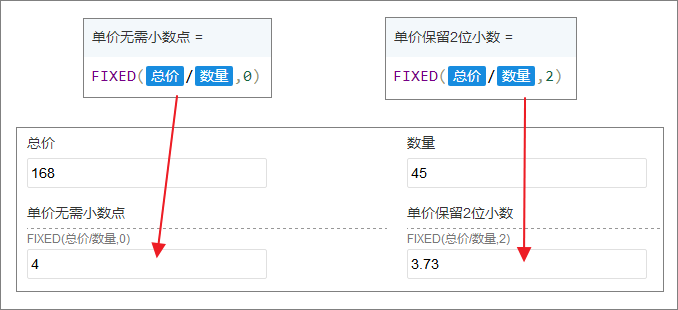 单价无需小数点 =
FIXED(总价/数量,0)
单价保留2位小数 =
FIXED(总价/数量,2)
总价
168
数量
45
单价无需小数点
FIXED(总价/数量,0)
4
单价保留2位小数
FIXED(总价/数量,2)
3.73